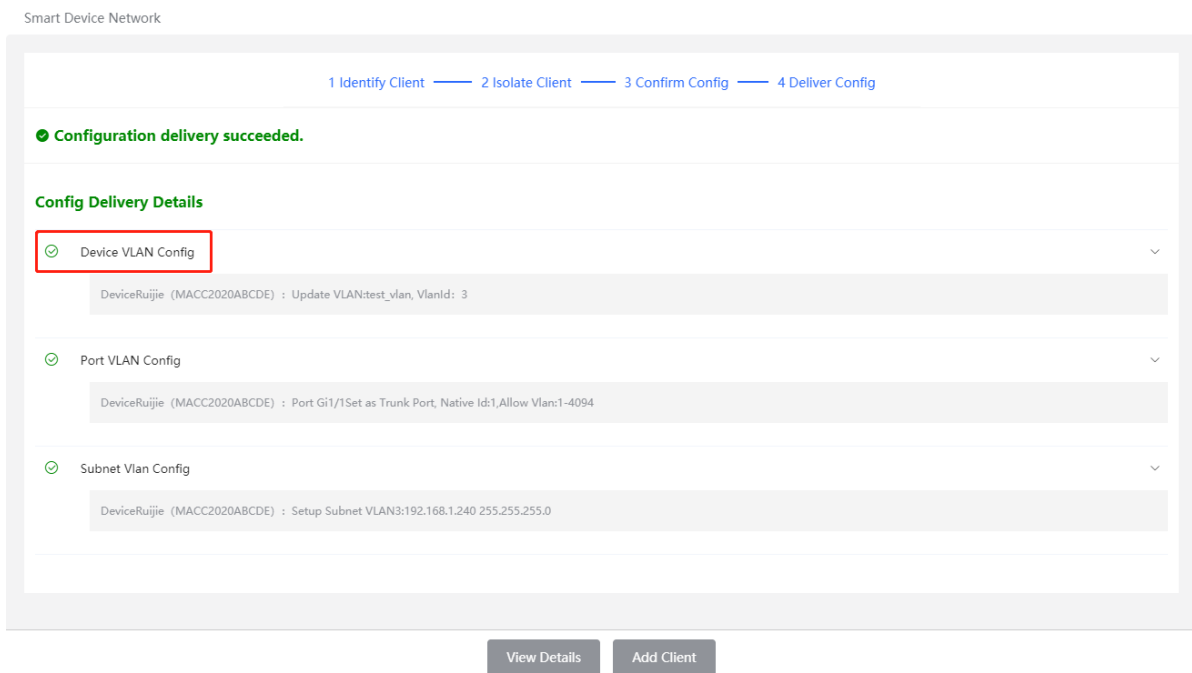 Smart Device Network
1 Identify Client 2 Isolate Client 3 Confirm Config 4 Deliver Config
Configuration delivery succeeded.
Config Delivery Details
Device VLAN Config
DeviceRuijie (MACC2020ABCDE) : Update VLAN:test_vlan, VlanId: 3
Port VLAN Config
DeviceRuijie (MACC2020ABCDE) : Port Gi1/1Set as Trunk Port, Native Id:1,Allow Vlan:1-4094
Subnet Vlan Config
DeviceRuijie (MACC2020ABCDE) : Setup Subnet VLAN3:192.168.1.240 255.255.255.0
View Details Add Client